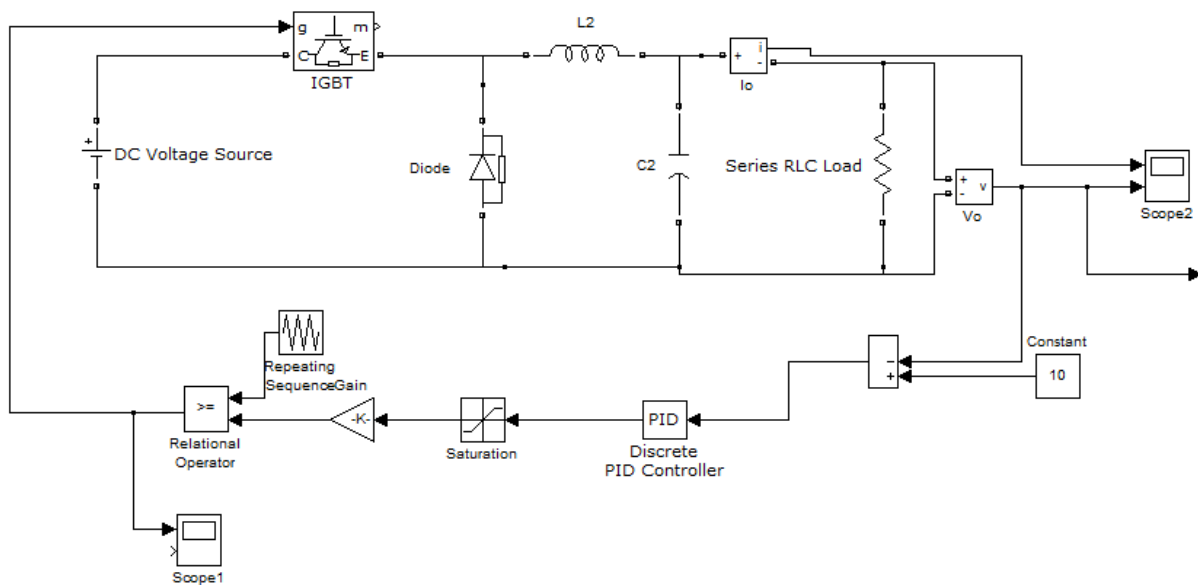 L2
g
m
C
E
IGBT
+
i
-
Io
+
DC Voltage Source
Diode
C2
Series RLC Load
+
-
v
Vo
Scope2
Repeating
SequenceGain
Constant
-
+
10
>=
-K-
PID
Relational
Operator
Saturation
Discrete
PID Controller
Scope1